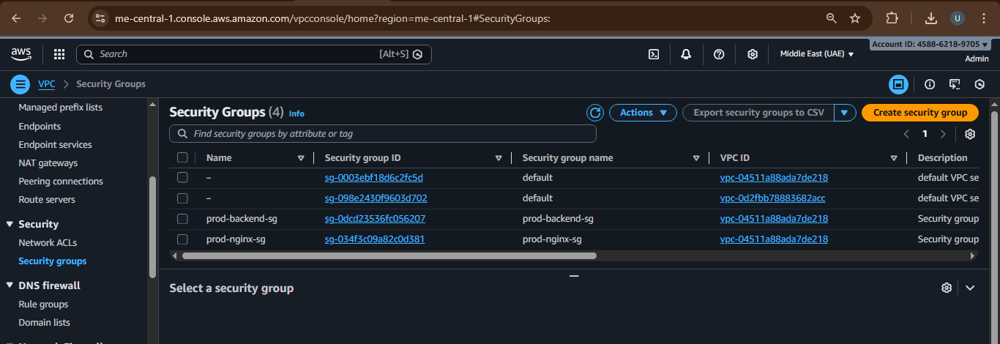 me-central-1.console.aws.amazon.com/vpcconsole/home?region=me-central-1#SecurityGroups:
U
aws
Search
[Alt+S]
Middle East (UAE)
Account ID: 4588-6218-9705
Admin
VPC > Security Groups
Managed prefix lists
Endpoints
Endpoint services
NAT gateways
Peering connections
Route servers
Security
Network ACLs
Security groups
DNS firewall
Rule groups
Domain lists
Security Groups (4) Info
Actions
Export security groups to CSV
Create security group
Find security groups by attribute or tag
1
Name Security group ID Security group name VPC ID Description
– sg-0003ebf18d6c2fc5d default vpc-04511a88ada7de218 default VPC se
– sg-098e2430f9603d702 default vpc-0d2fbb78883682acc default VPC se
prod-backend-sg sg-0dcd23536fc056207 prod-backend-sg vpc-04511a88ada7de218 Security group
prod-nginx-sg sg-034f3c09a82c0d381 prod-nginx-sg vpc-04511a88ada7de218 Security group
Select a security group